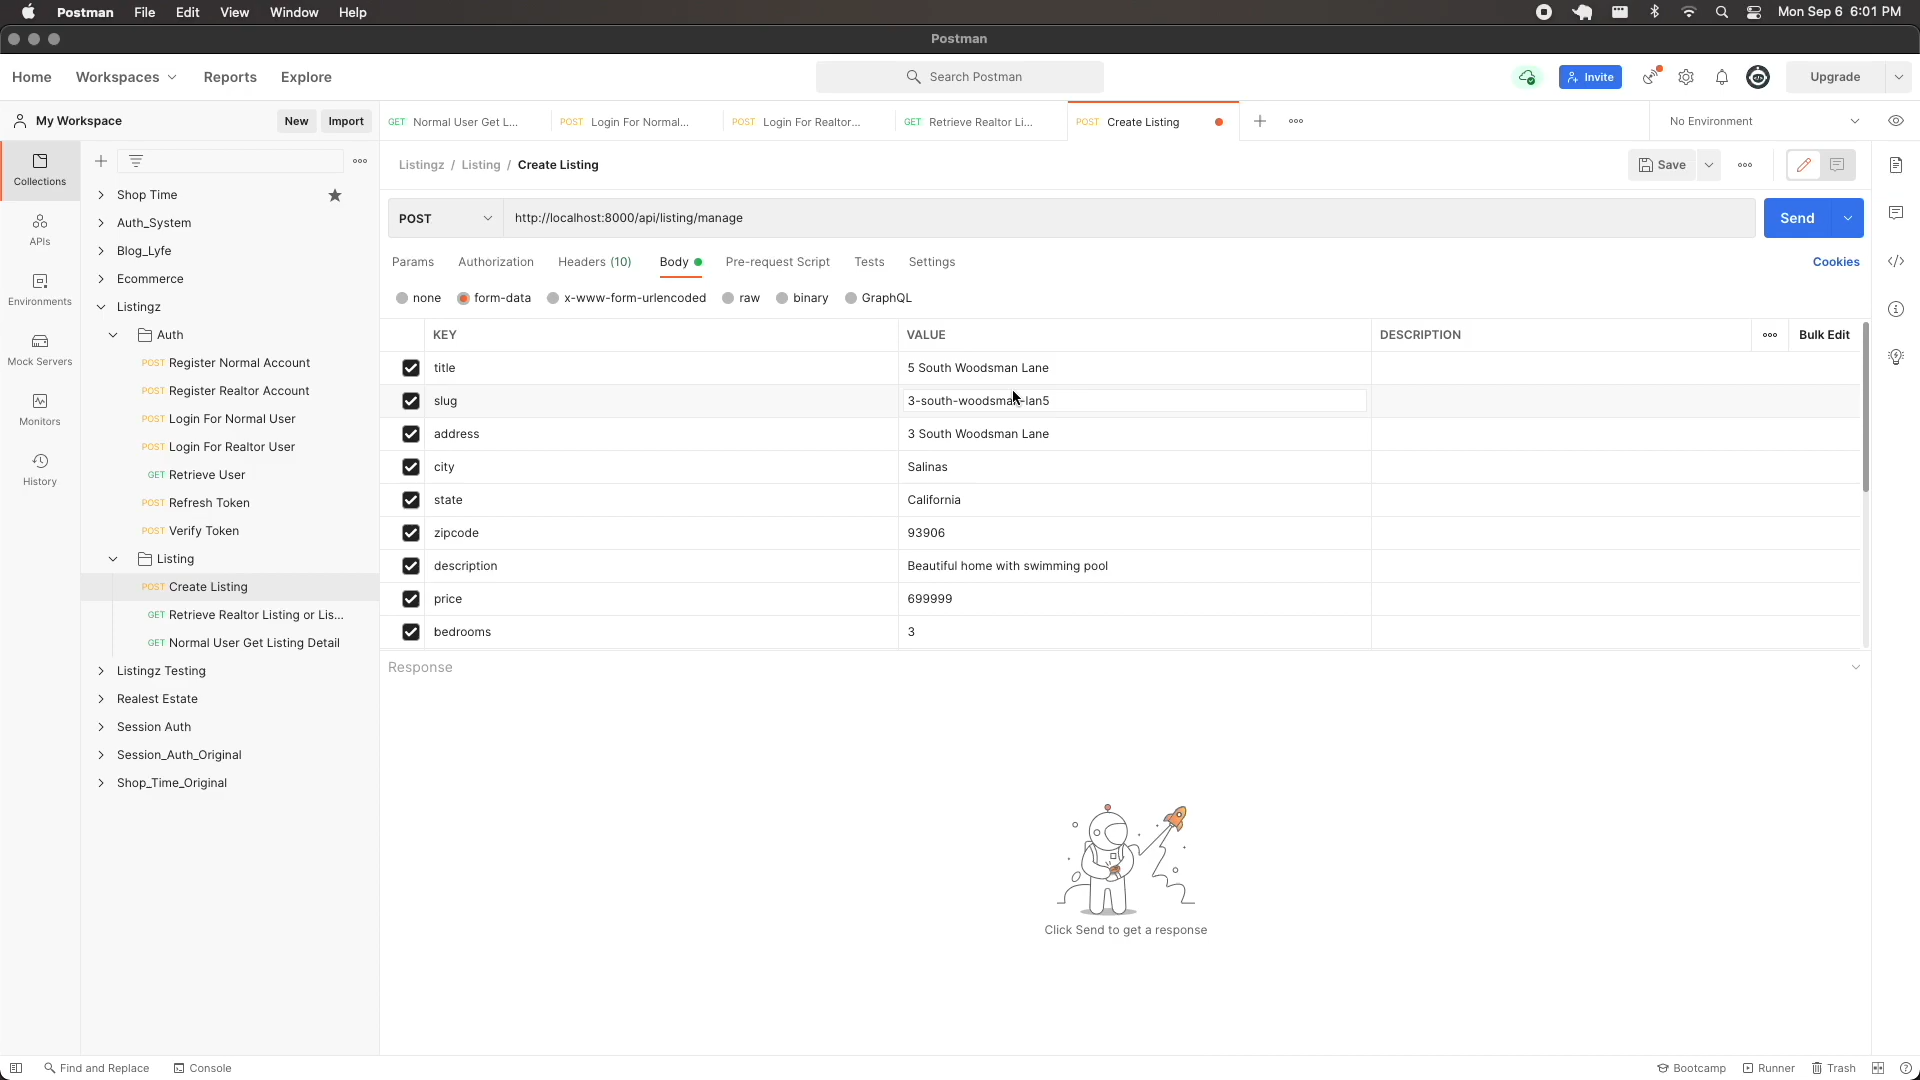 Postman File Edit View Window Help Mon Sep 6 6:01 PM
Postman
Home Workspaces Reports Explore Search Postman Invite Upgrade
My Workspace New Import
GET Normal User Get L... POST Login For Normal... POST Login For Realtor... GET Retrieve Realtor Li... POST Create Listing No Environment
Collections
APIs
Environments
Mock Servers
Monitors
History
Shop Time
Auth_System
Blog_Lyfe
Ecommerce
Listingz
Auth
POST Register Normal Account
POST Register Realtor Account
POST Login For Normal User
POST Login For Realtor User
GET Retrieve User
POST Refresh Token
POST Verify Token
Listing
POST Create Listing
GET Retrieve Realtor Listing or Lis...
GET Normal User Get Listing Detail
Listingz Testing
Realest Estate
Session Auth
Session_Auth_Original
Shop_Time_Original
Listingz / Listing / Create Listing Save
POST http://localhost:8000/api/listing/manage Send
Params Authorization Headers (10) Body Pre-request Script Tests Settings Cookies
none form-data x-www-form-urlencoded raw binary GraphQL
KEY VALUE DESCRIPTION Bulk Edit
title 5 South Woodsman Lane
slug 3-south-woodsman-lan5
address 3 South Woodsman Lane
city Salinas
state California
zipcode 93906
description Beautiful home with swimming pool
price 699999
bedrooms 3
Response
Click Send to get a response
Find and Replace Console Bootcamp Runner Trash